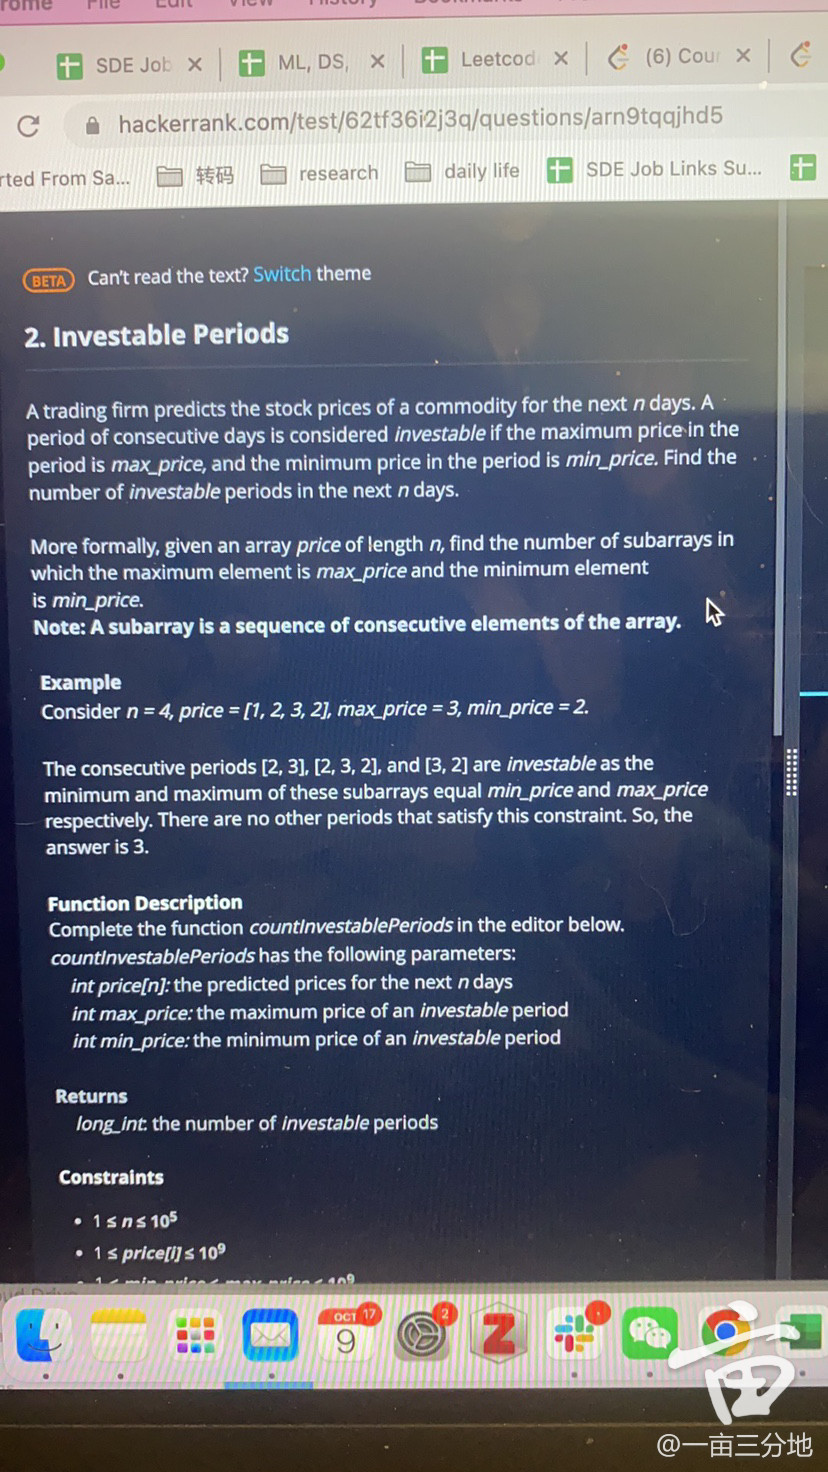 File Edit View History
SDE Job × ML, DS, × Leetcod × (6) Cour ×
hackerrank.com/test/62tf36i2j3q/questions/arn9tqqjhd5
rted From Sa... 转码 research daily life SDE Job Links Su...
BETA Can't read the text? Switch theme
2. Investable Periods
A trading firm predicts the stock prices of a commodity for the next n days. A
period of consecutive days is considered investable if the maximum price in the
period is max_price, and the minimum price in the period is min_price. Find the
number of investable periods in the next n days.
More formally, given an array price of length n, find the number of subarrays in
which the maximum element is max_price and the minimum element
is min_price.
Note: A subarray is a sequence of consecutive elements of the array.
Example
Consider n = 4, price = [1, 2, 3, 2], max_price = 3, min_price = 2.
The consecutive periods [2, 3], [2, 3, 2], and [3, 2] are investable as the
minimum and maximum of these subarrays equal min_price and max_price
respectively. There are no other periods that satisfy this constraint. So, the
answer is 3.
Function Description
Complete the function countInvestablePeriods in the editor below.
countInvestablePeriods has the following parameters:
int price[n]: the predicted prices for the next n days
int max_price: the maximum price of an investable period
int min_price: the minimum price of an investable period
Returns
long_int: the number of investable periods
Constraints
• 1 ≤ n ≤ 10⁵
• 1 ≤ price[i] ≤ 10⁹
OCT 17 2
9 Z
亩
@一亩三分地